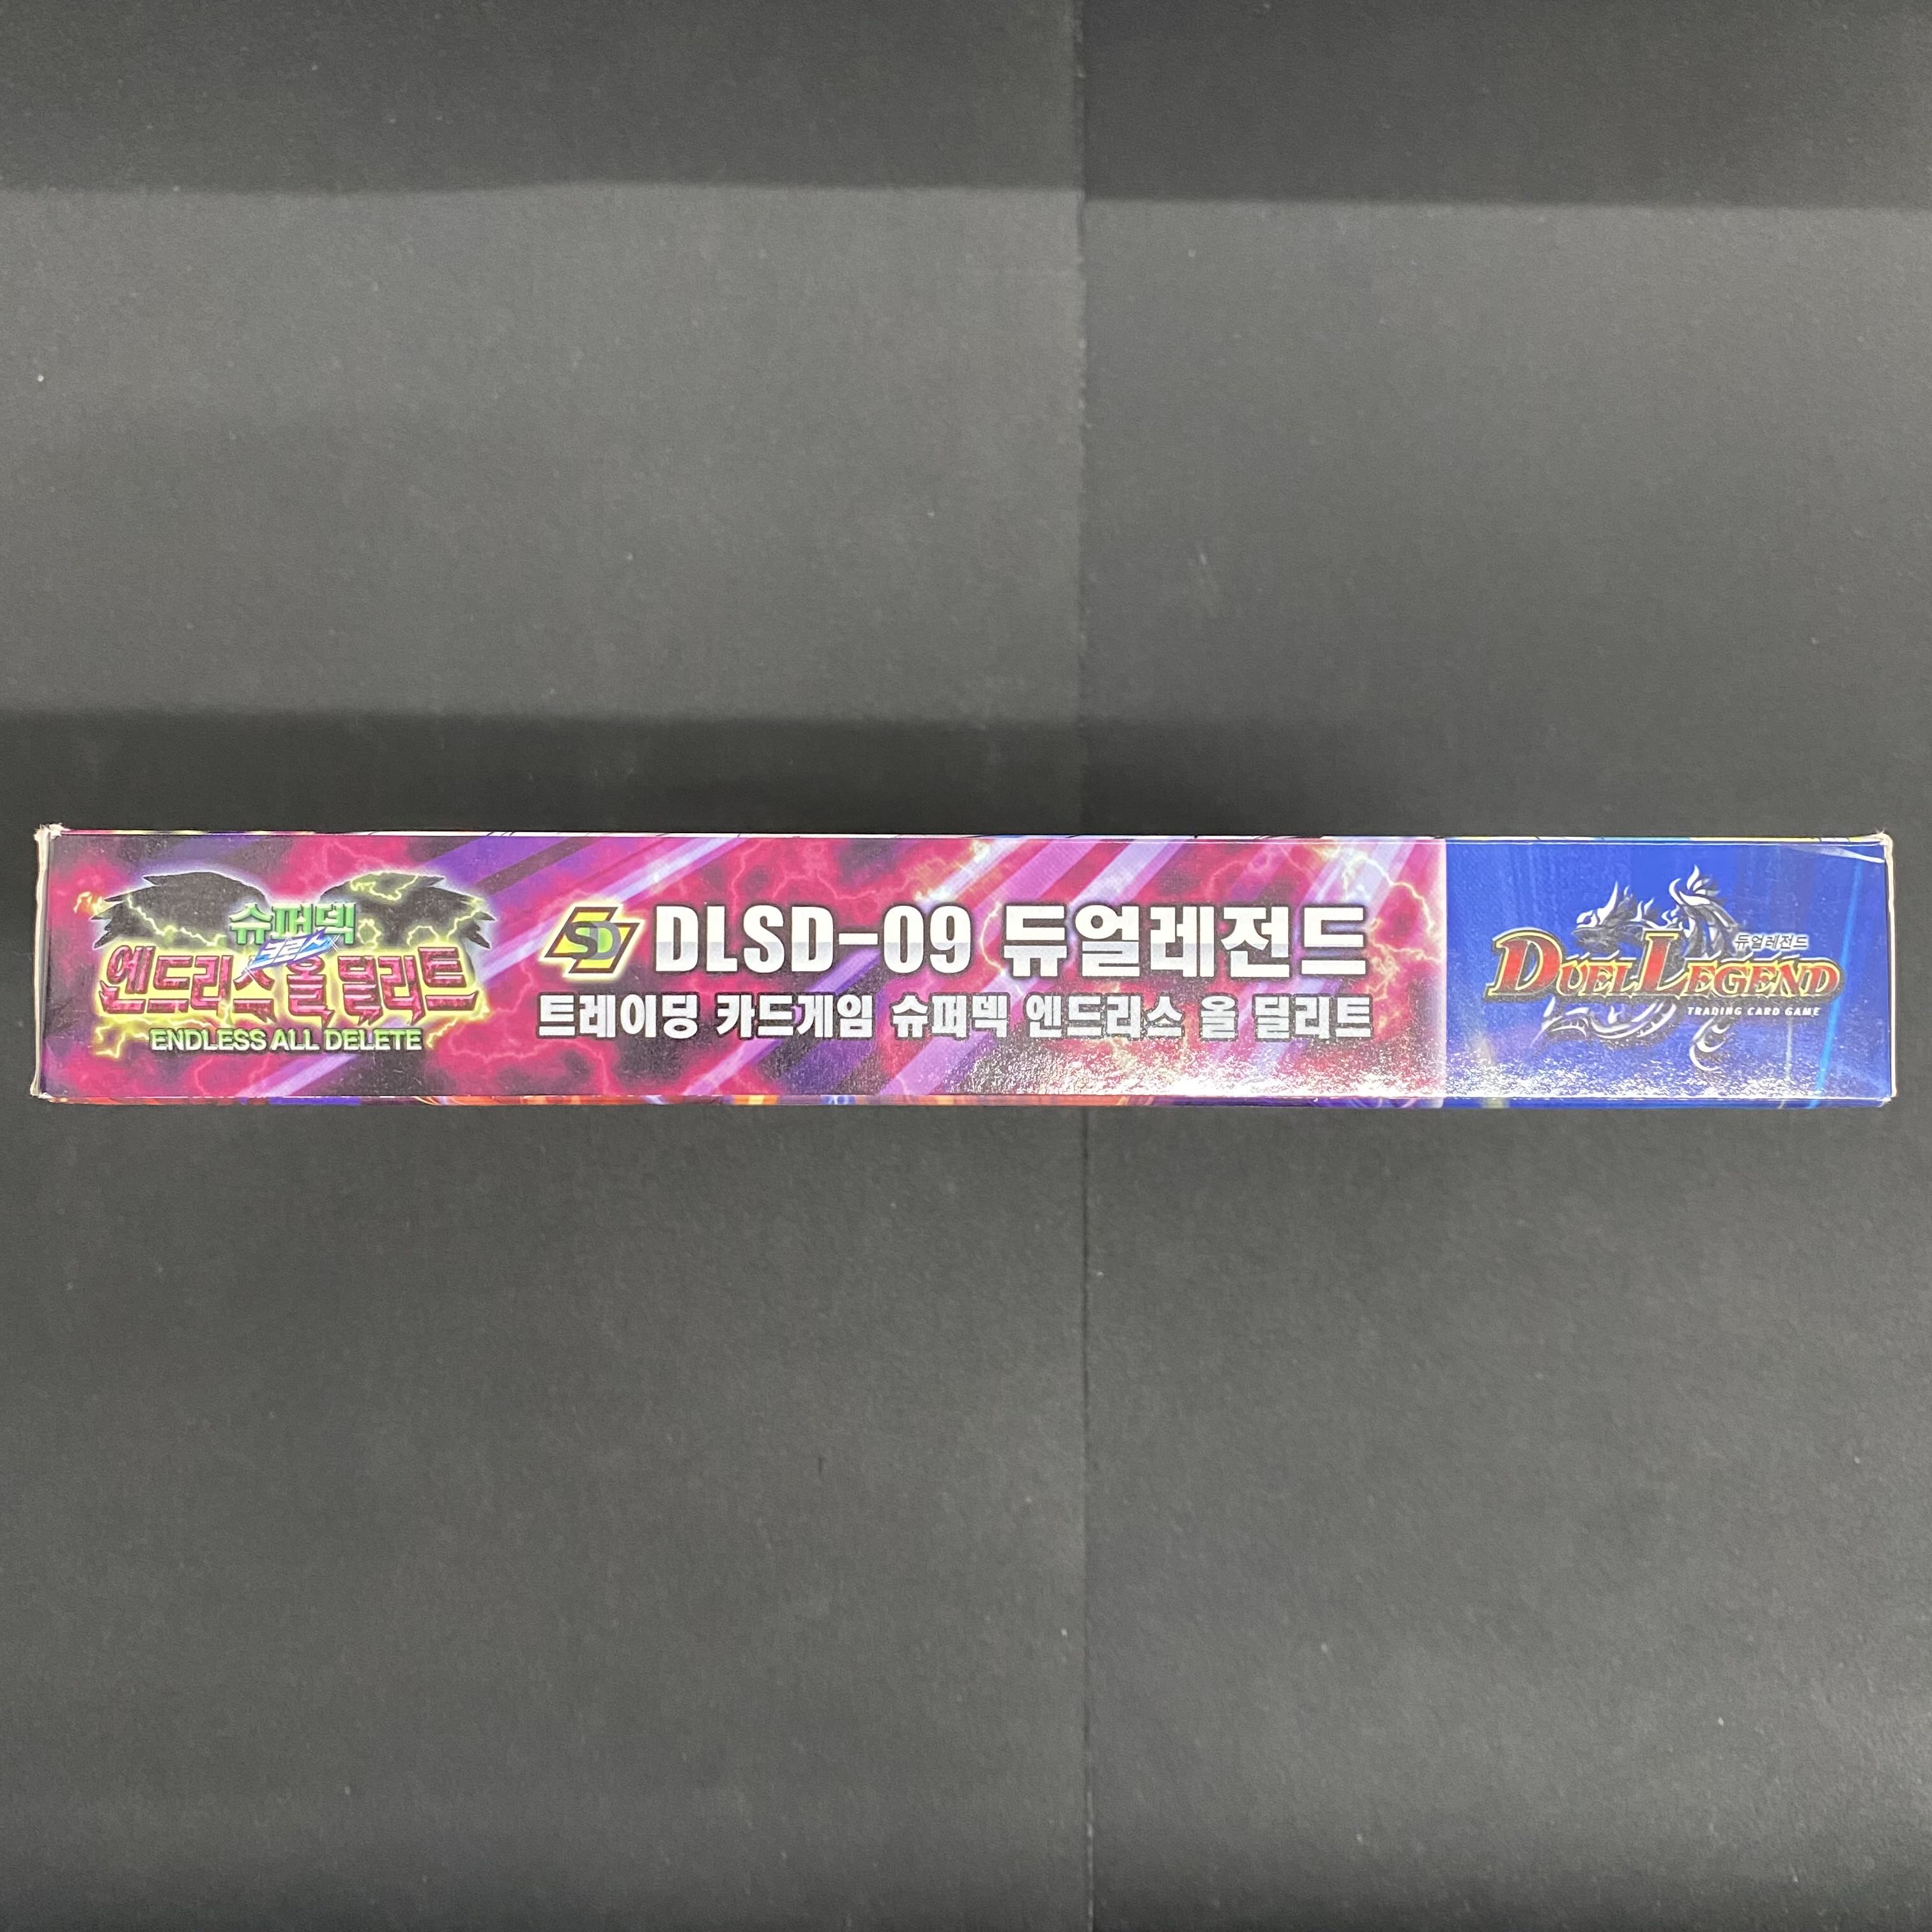 슈퍼덱
크로스
엔드리스 올 딜리트
ENDLESS ALL DELETE
SD DLSD-09 듀얼레전드
트레이딩 카드게임 슈퍼덱 엔드리스 올 딜리트
듀얼레전드
DUEL LEGEND
TRADING CARD GAME